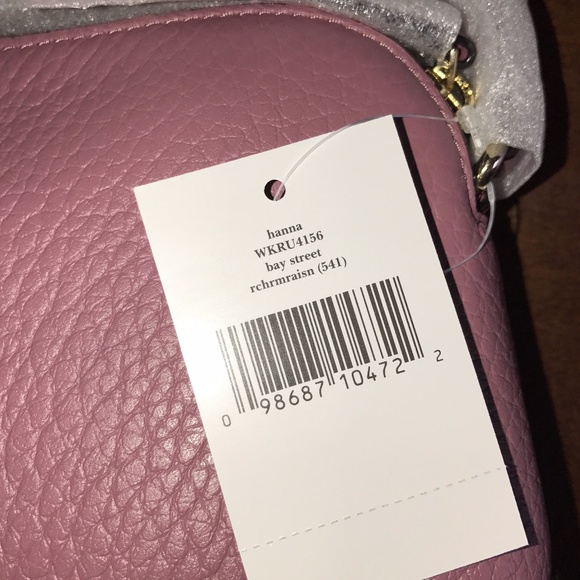 hanna
WKRU4156
bay street
rchrmraisn (541)
0 98687 10472 2